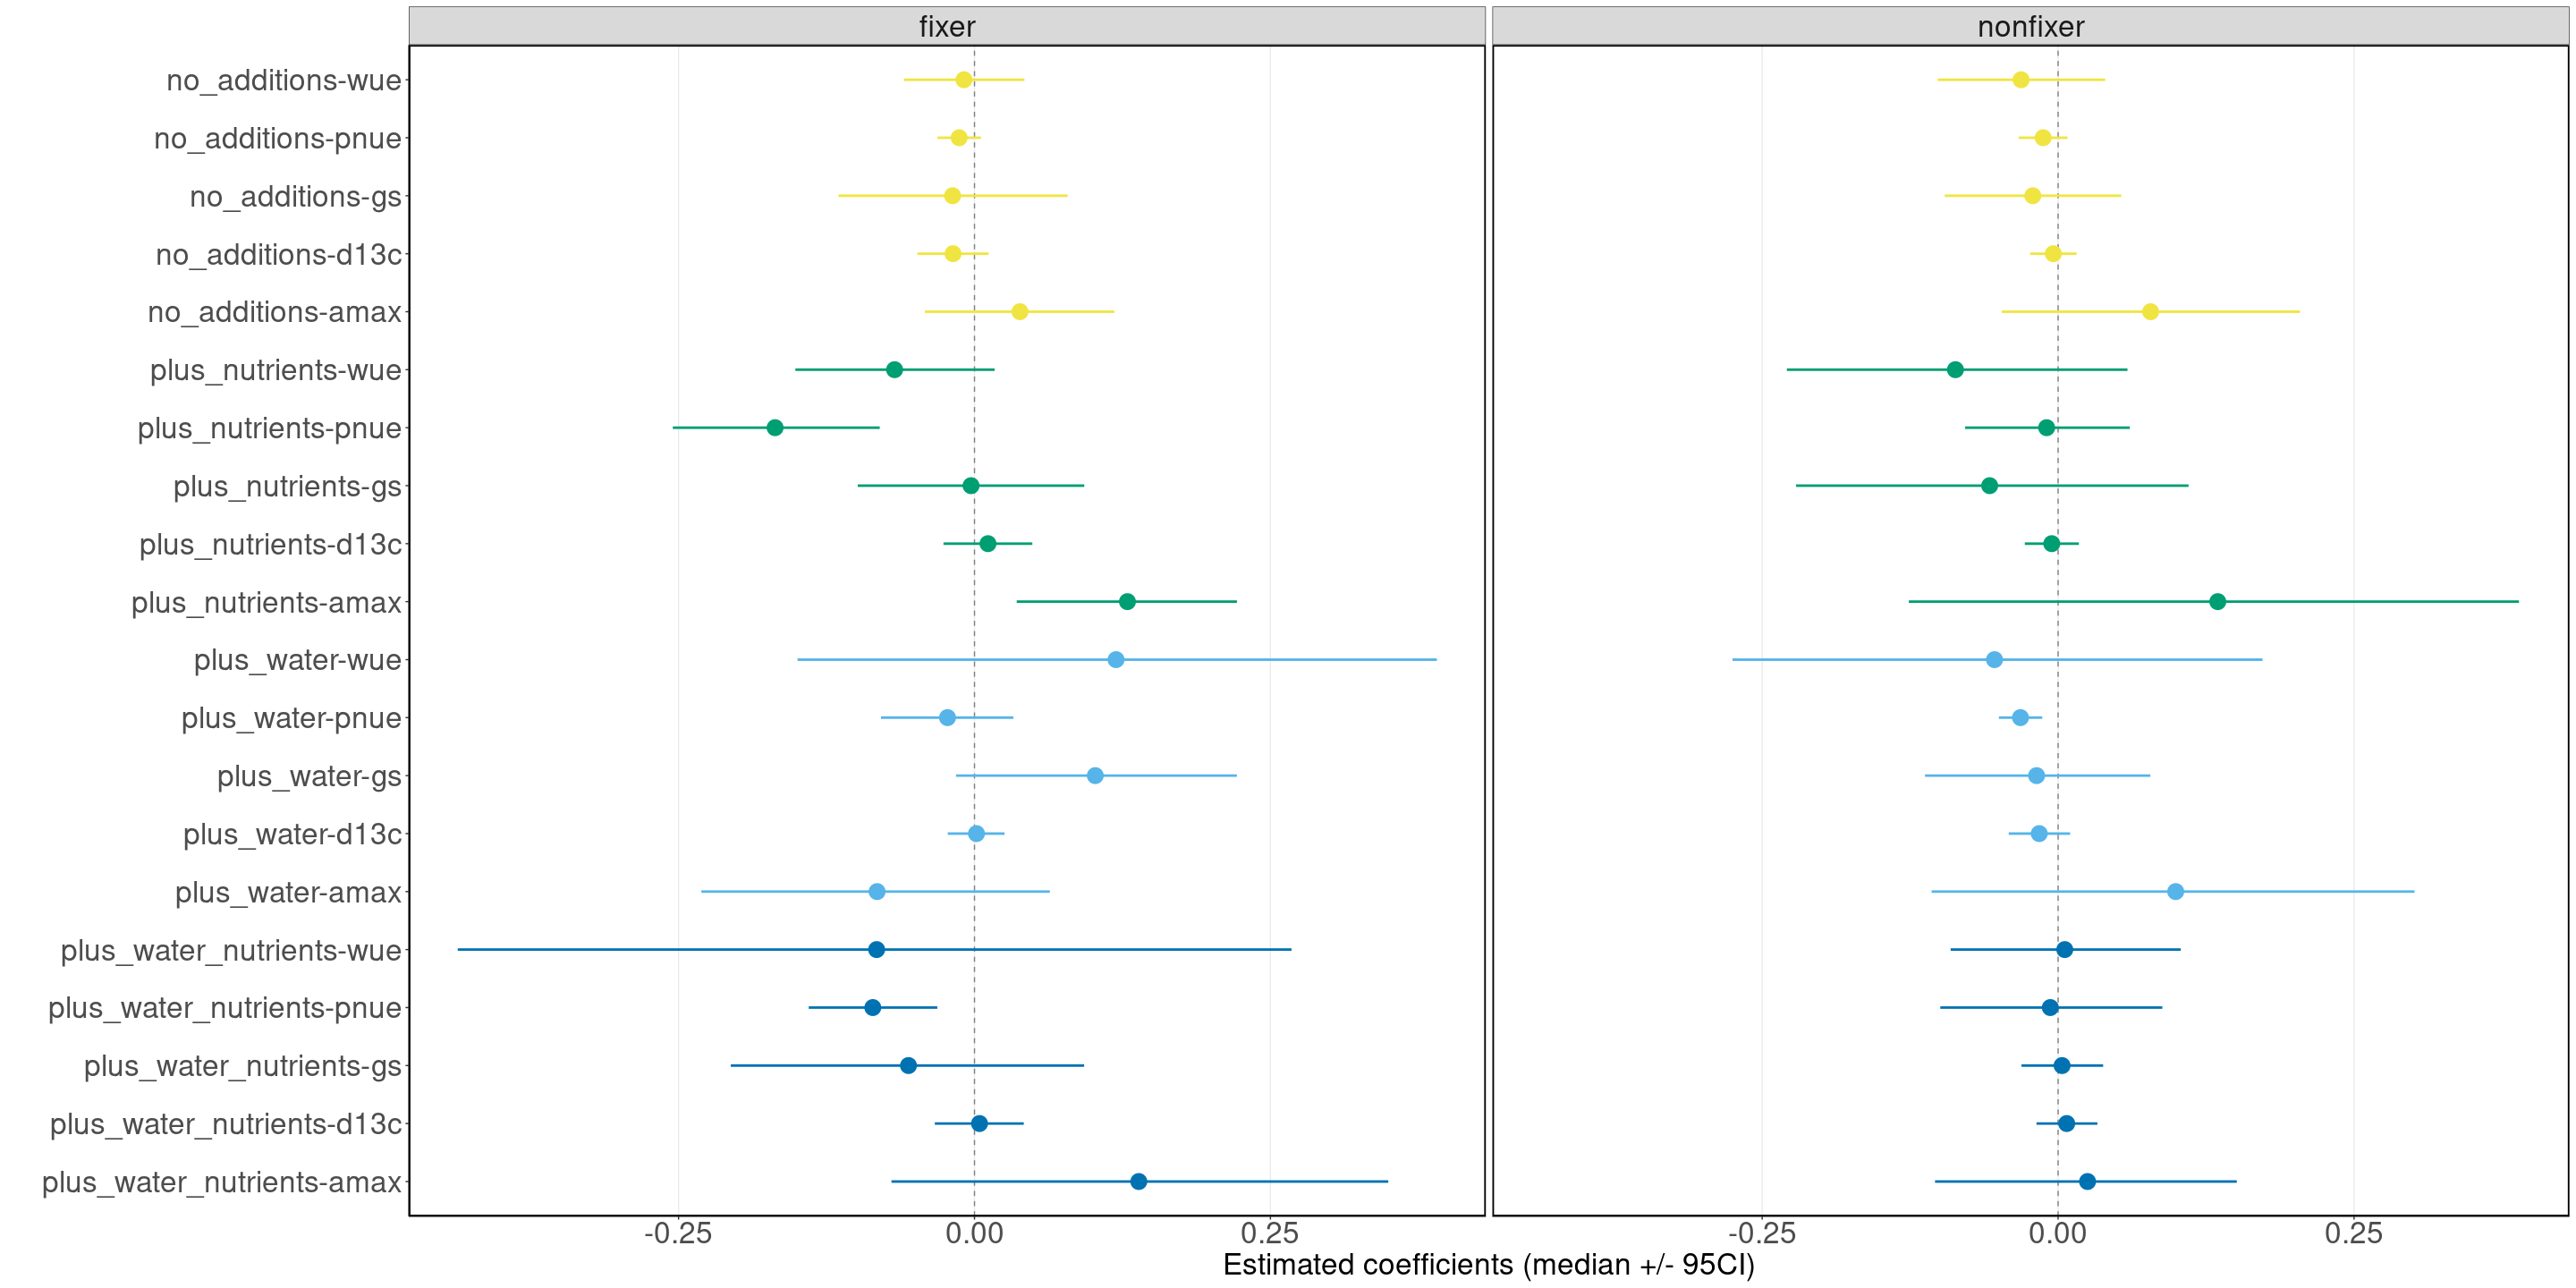 fixer
nonfixer
no_additions-wue
no_additions-pnue
no_additions-gs
no_additions-d13c
no_additions-amax
plus_nutrients-wue
plus_nutrients-pnue
plus_nutrients-gs
plus_nutrients-d13c
plus_nutrients-amax
plus_water-wue
plus_water-pnue
plus_water-gs
plus_water-d13c
plus_water-amax
plus_water_nutrients-wue
plus_water_nutrients-pnue
plus_water_nutrients-gs
plus_water_nutrients-d13c
plus_water_nutrients-amax
-0.25 0.00 0.25
-0.25 0.00 0.25
Estimated coefficients (median +/- 95CI)